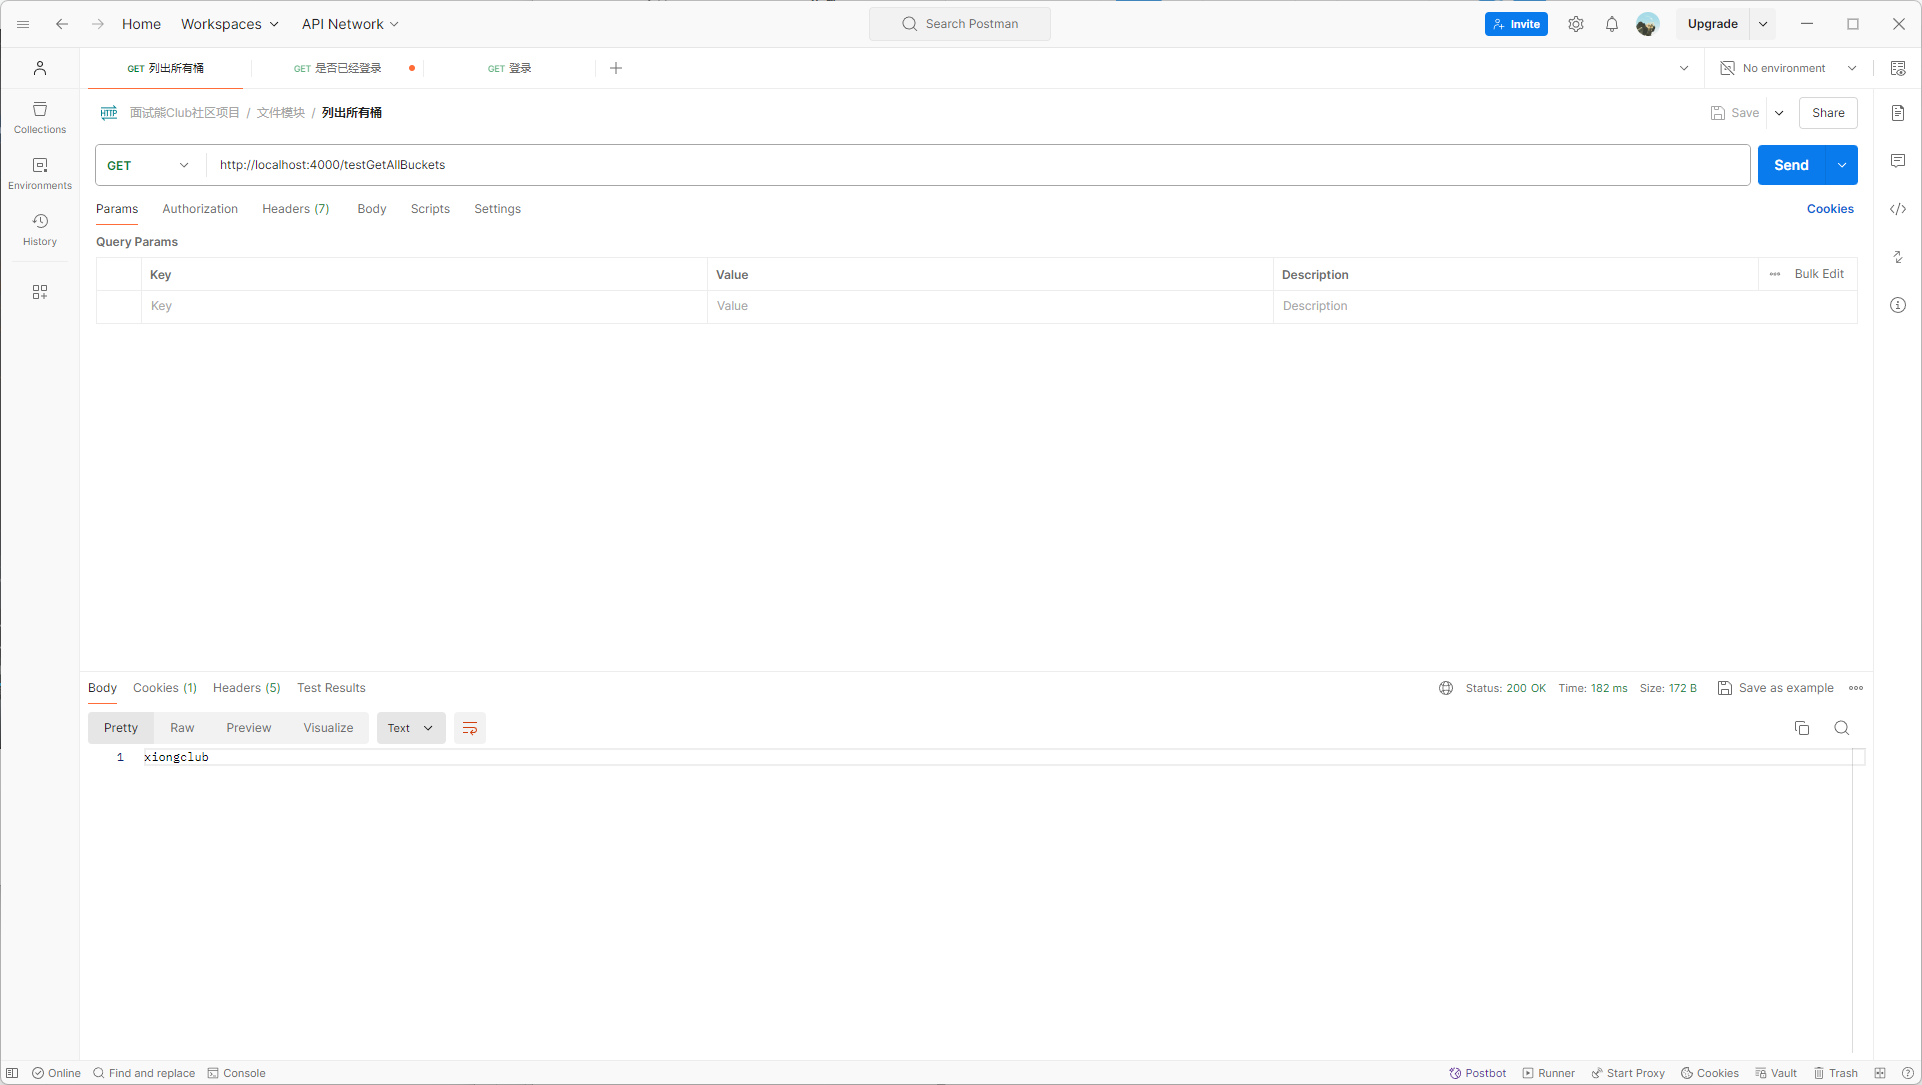 Home Workspaces API Network Search Postman Invite Upgrade
GET 列出所有桶 GET 是否已经登录 GET 登录 No environment
面试熊Club社区项目 / 文件模块 / 列出所有桶 Save Share
Collections
GET http://localhost:4000/testGetAllBuckets Send
Environments
Params Authorization Headers (7) Body Scripts Settings Cookies
History
Query Params
Key Value Description Bulk Edit
Key Value Description
Body Cookies (1) Headers (5) Test Results Status: 200 OK Time: 182 ms Size: 172 B Save as example
Pretty Raw Preview Visualize Text
1 xiongclub
Online Find and replace Console Postbot Runner Start Proxy Cookies Vault Trash